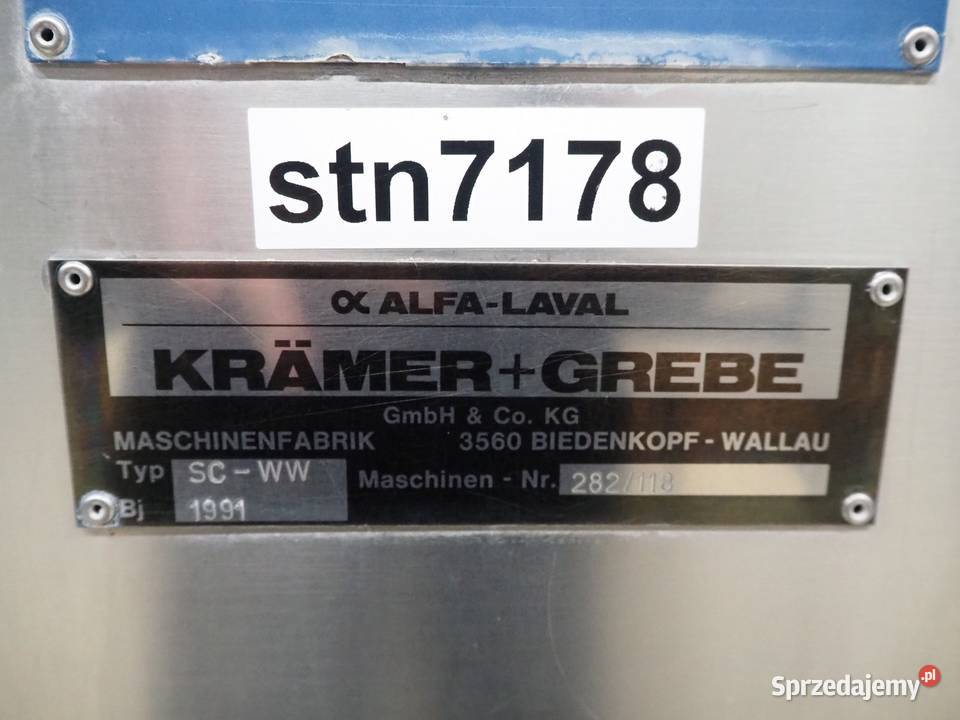 stn7178
α ALFA-LAVAL
KRÄMER+GREBE
GmbH & Co. KG
MASCHINENFABRIK 3560 BIEDENKOPF - WALLAU
Typ SC-WW Maschinen - Nr. 282/118
Bj 1991
Sprzedajemy.pl